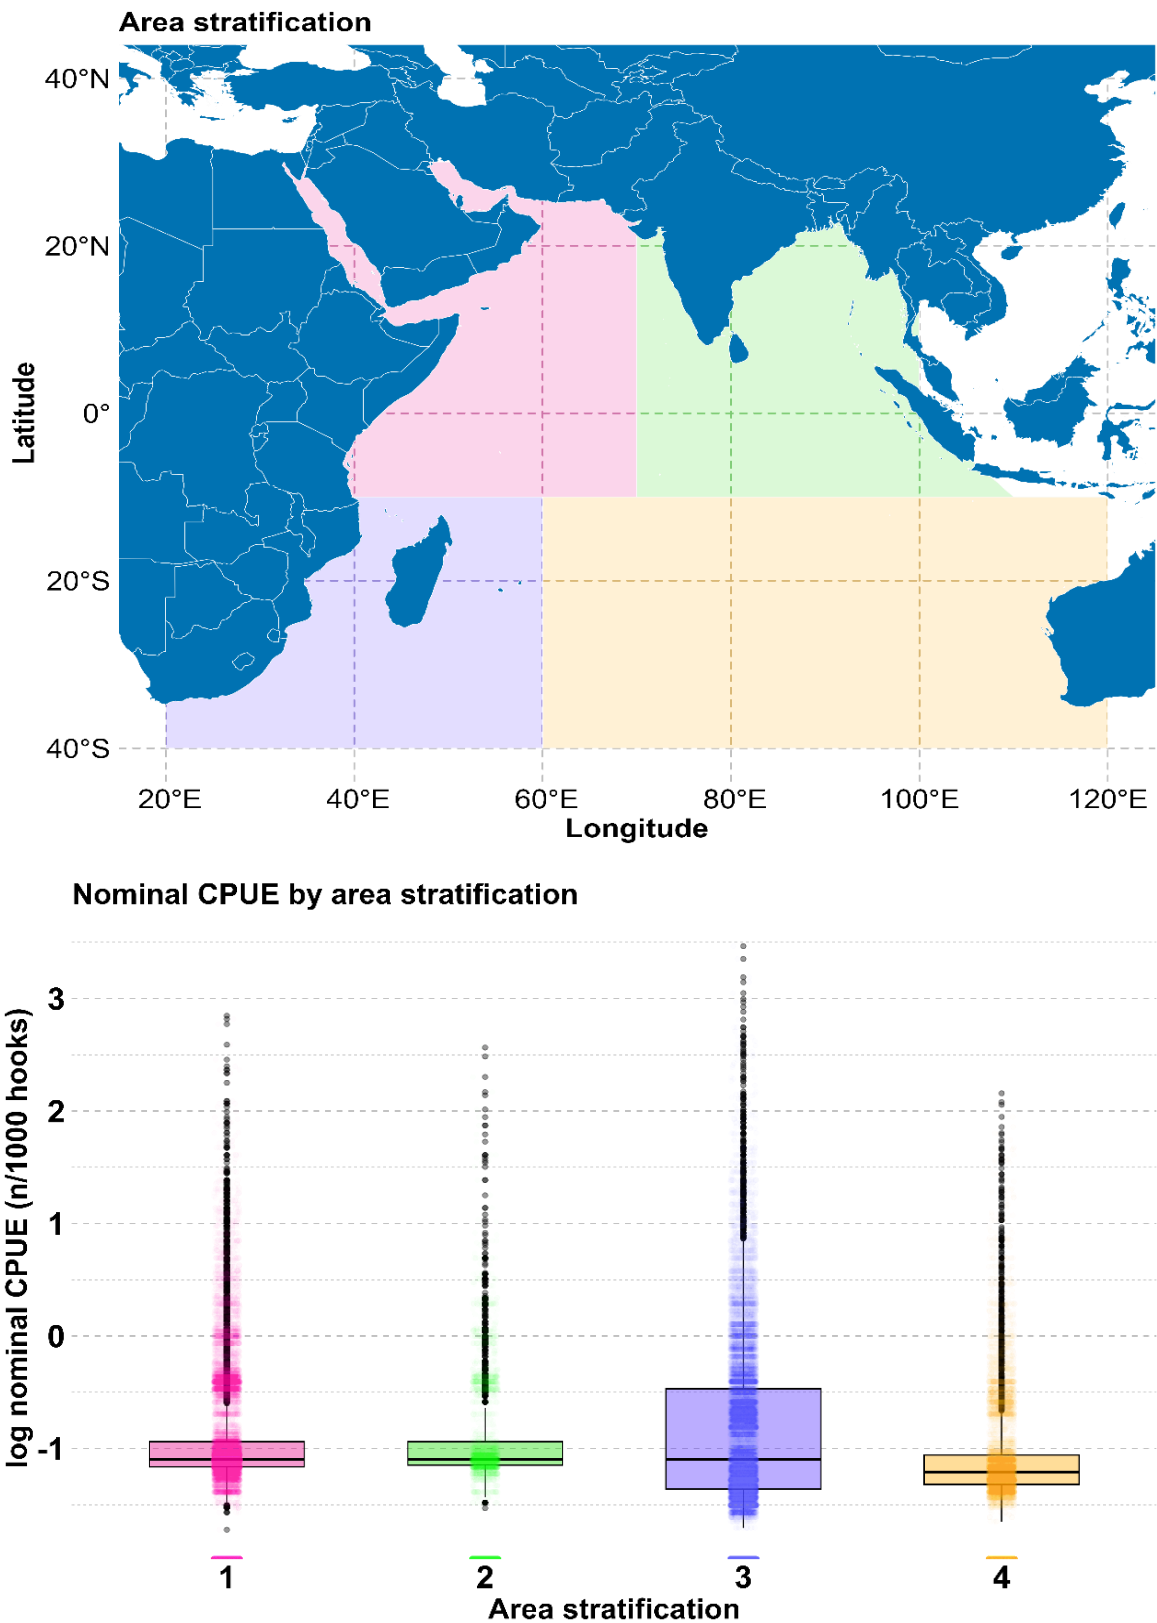 Area stratification
40°N
20°N
0°
20°S
40°S
Latitude
20°E 40°E 60°E 80°E 100°E 120°E
Longitude
Nominal CPUE by area stratification
3
2
1
0
-1
log nominal CPUE (n/1000 hooks)
1 2 3 4
Area stratification